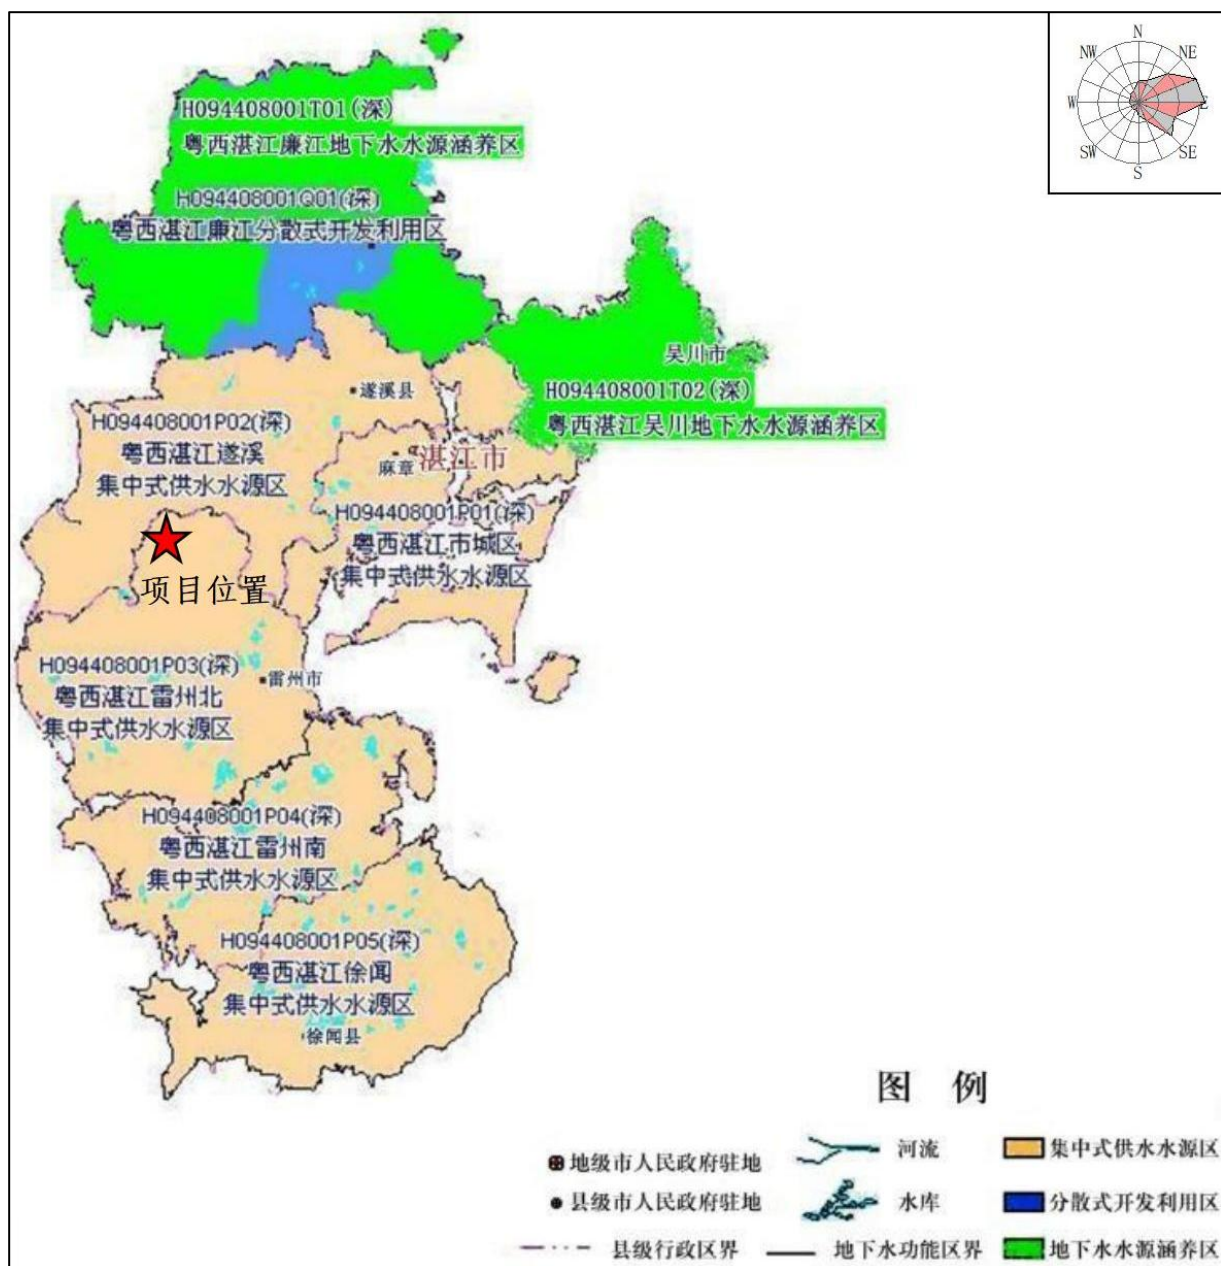 N
NW
NE
W
E
SW
SE
S
H094408001T01(深)
粤西湛江廉江地下水水源涵养区
H094408001Q01(深)
粤西湛江廉江分散式开发利用区
吴川市
H094408001T02(深)
粤西湛江吴川地下水水源涵养区
遂溪县
H094408001P02(深)
粤西湛江遂溪
集中式供水水源区
麻章
湛江市
H094408001P01(深)
粤西湛江市城区
集中式供水水源区
项目位置
H094408001P03(深)
粤西湛江雷州北
集中式供水水源区
雷州市
H094408001P04(深)
粤西湛江雷州南
集中式供水水源区
H094408001P05(深)
粤西湛江徐闻
集中式供水水源区
徐闻县
图 例
地级市人民政府驻地
河流
集中式供水水源区
县级市人民政府驻地
水库
分散式开发利用区
县级行政区界
地下水功能区界
地下水水源涵养区